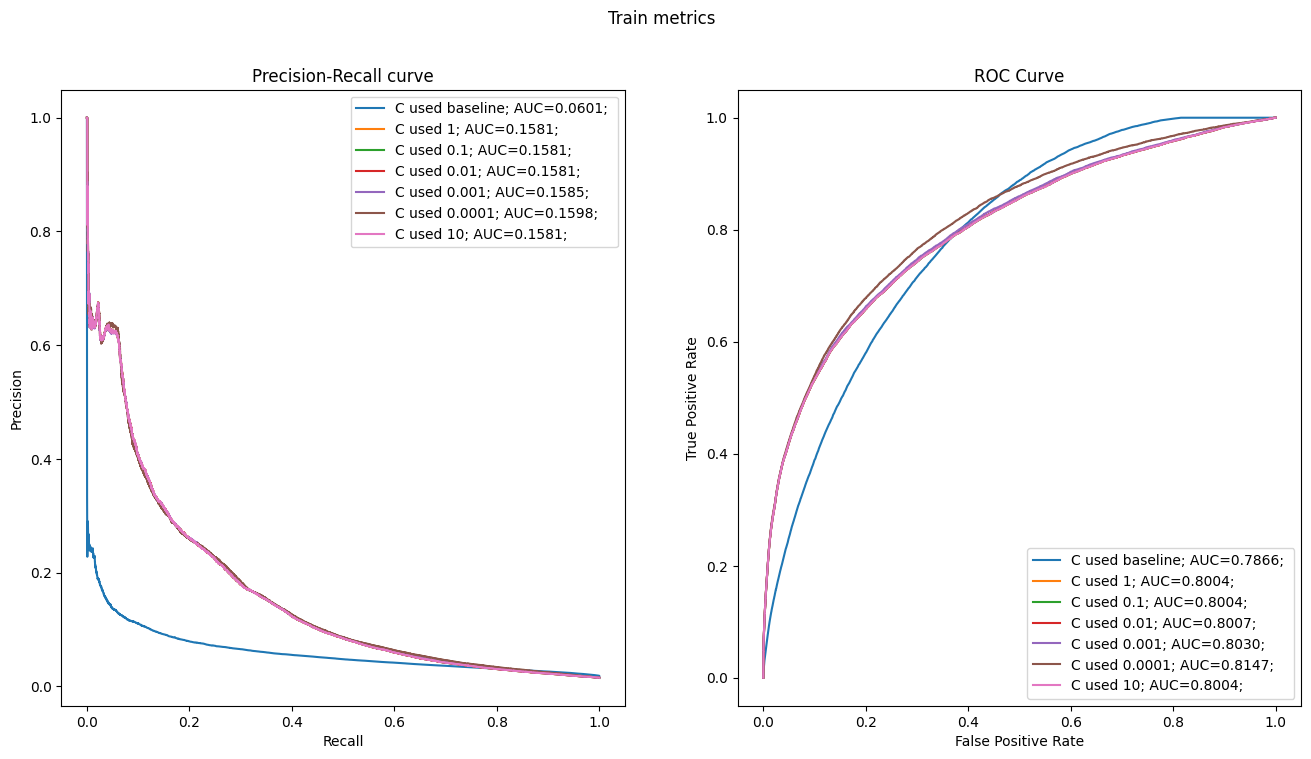 Train metrics
Precision-Recall curve
C used baseline; AUC=0.0601;
C used 1; AUC=0.1581;
C used 0.1; AUC=0.1581;
C used 0.01; AUC=0.1581;
C used 0.001; AUC=0.1585;
C used 0.0001; AUC=0.1598;
C used 10; AUC=0.1581;
1.0
0.8
0.6
0.4
0.2
0.0
Precision
0.0 0.2 0.4 0.6 0.8 1.0
Recall
ROC Curve
1.0
0.8
0.6
0.4
0.2
0.0
True Positive Rate
C used baseline; AUC=0.7866;
C used 1; AUC=0.8004;
C used 0.1; AUC=0.8004;
C used 0.01; AUC=0.8007;
C used 0.001; AUC=0.8030;
C used 0.0001; AUC=0.8147;
C used 10; AUC=0.8004;
0.0 0.2 0.4 0.6 0.8 1.0
False Positive Rate